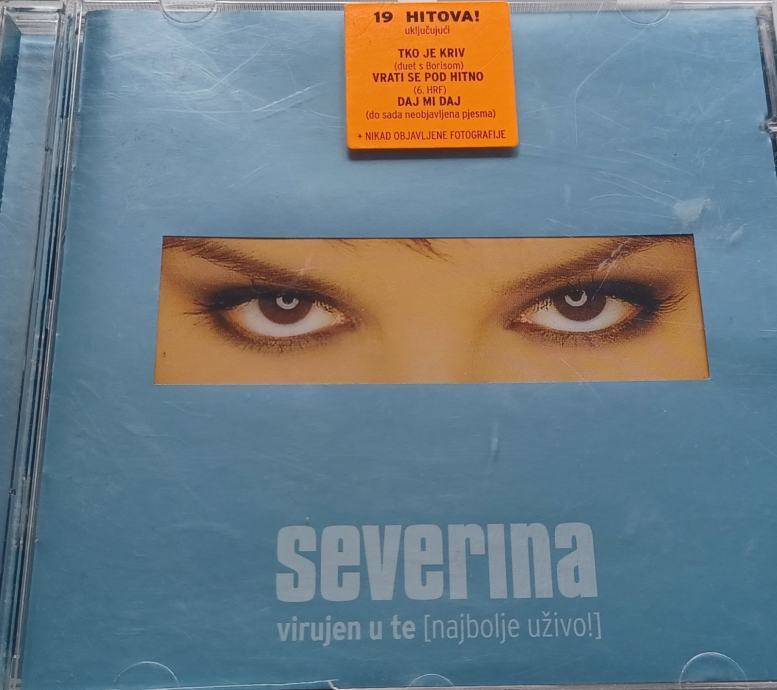 19 HITOVA!
uključujući
TKO JE KRIV
(duet s Borisom)
VRATI SE POD HITNO
(6. HRF)
DAJ MI DAJ
(do sada neobjavljena pjesma)
+ NIKAD OBJAVLJENE FOTOGRAFIJE
severina
virujen u te [najbolje uživo!]